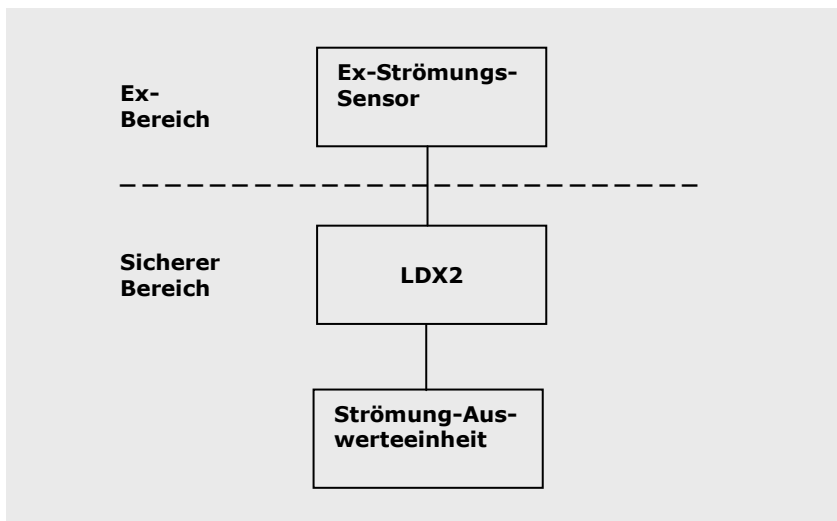 Ex-Strömungs-
Sensor
Ex-
Bereich
Sicherer
Bereich
LDX2
Strömung-Aus-
werteeinheit